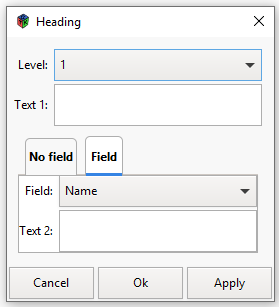 Heading
Level: 1
Text 1:
No field Field
Field: Name
Text 2:
Cancel Ok Apply